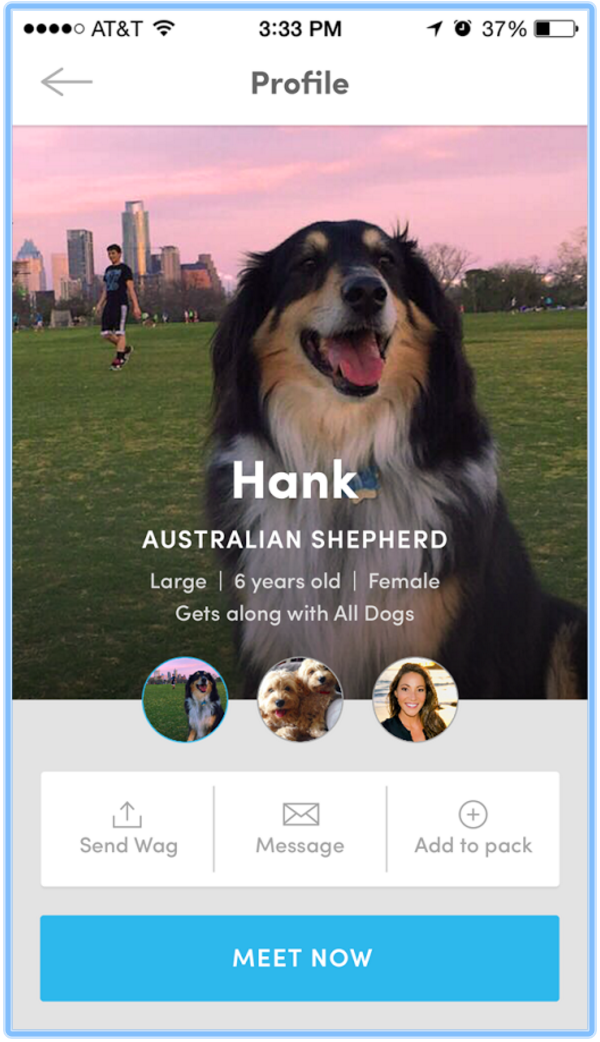 AT&T 3:33 PM 37%
Profile
Hank
AUSTRALIAN SHEPHERD
Large | 6 years old | Female
Gets along with All Dogs
Send Wag Message Add to pack
MEET NOW